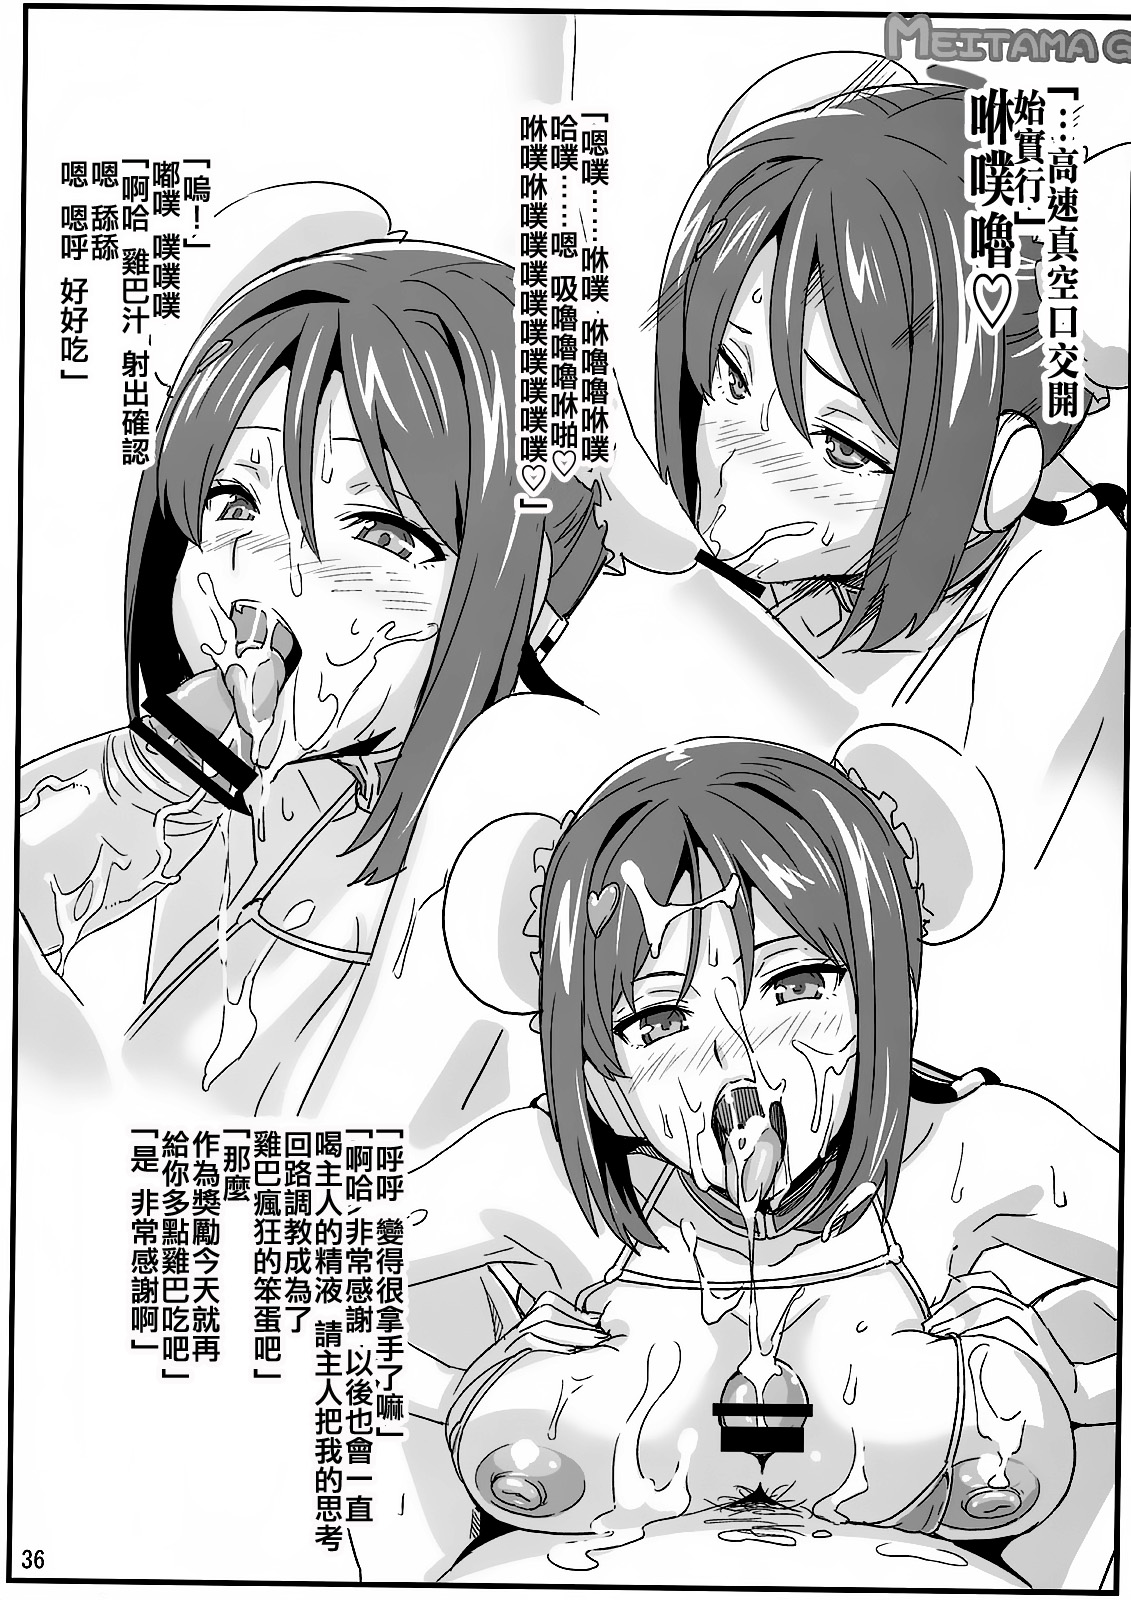 MEITAMA G
「…高速真空口交開
始實行」
咻噗嚕♡
「嗯噗……咻噗 咻嚕嚕咻噗
哈噗……嗯 吸嚕嚕嚕咻啪♡
咻噗咻噗噗噗噗噗噗噗噗♡」
「嗚！」
嘟噗 噗噗噗
「啊哈 雞巴汁 射出確認
嗯 舔舔
嗯 嗯呼 好好吃」
「呼呼 變得很拿手了嘛」
「啊哈 非常感謝 以後也會一直
喝主人的精液 請主人把我的思考
回路調教成為了
雞巴瘋狂的笨蛋吧」
「那麼
作為獎勵今天就再
給你多點雞巴吃吧」
「是 非常感謝啊」
36